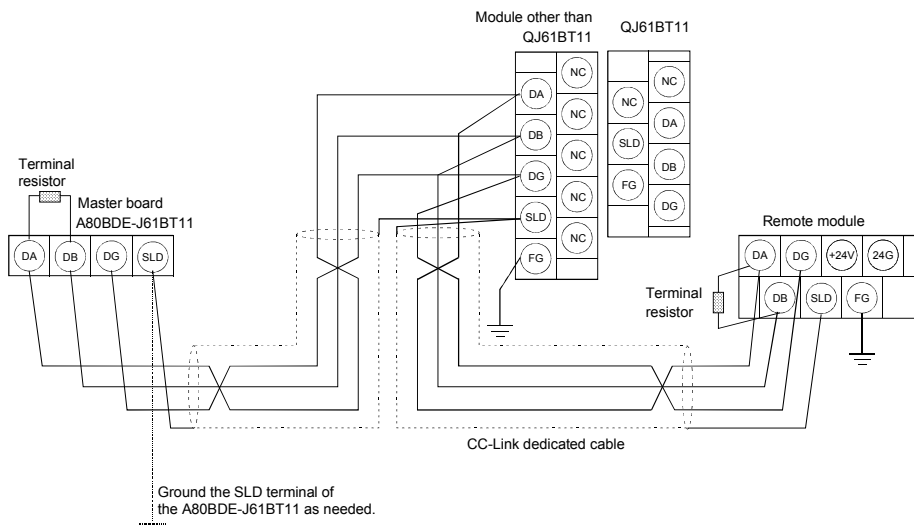 Module other than
QJ61BT11
QJ61BT11
NC
DA
NC
DB
NC
DG
NC
SLD
NC
FG
NC
NC
DA
SLD
DB
FG
DG
Terminal
resistor
Master board
A80BDE-J61BT11
DA
DB
DG
SLD
Remote module
DA
DG
+24V
24G
DB
SLD
FG
Terminal
resistor
CC-Link dedicated cable
Ground the SLD terminal of
the A80BDE-J61BT11 as needed.